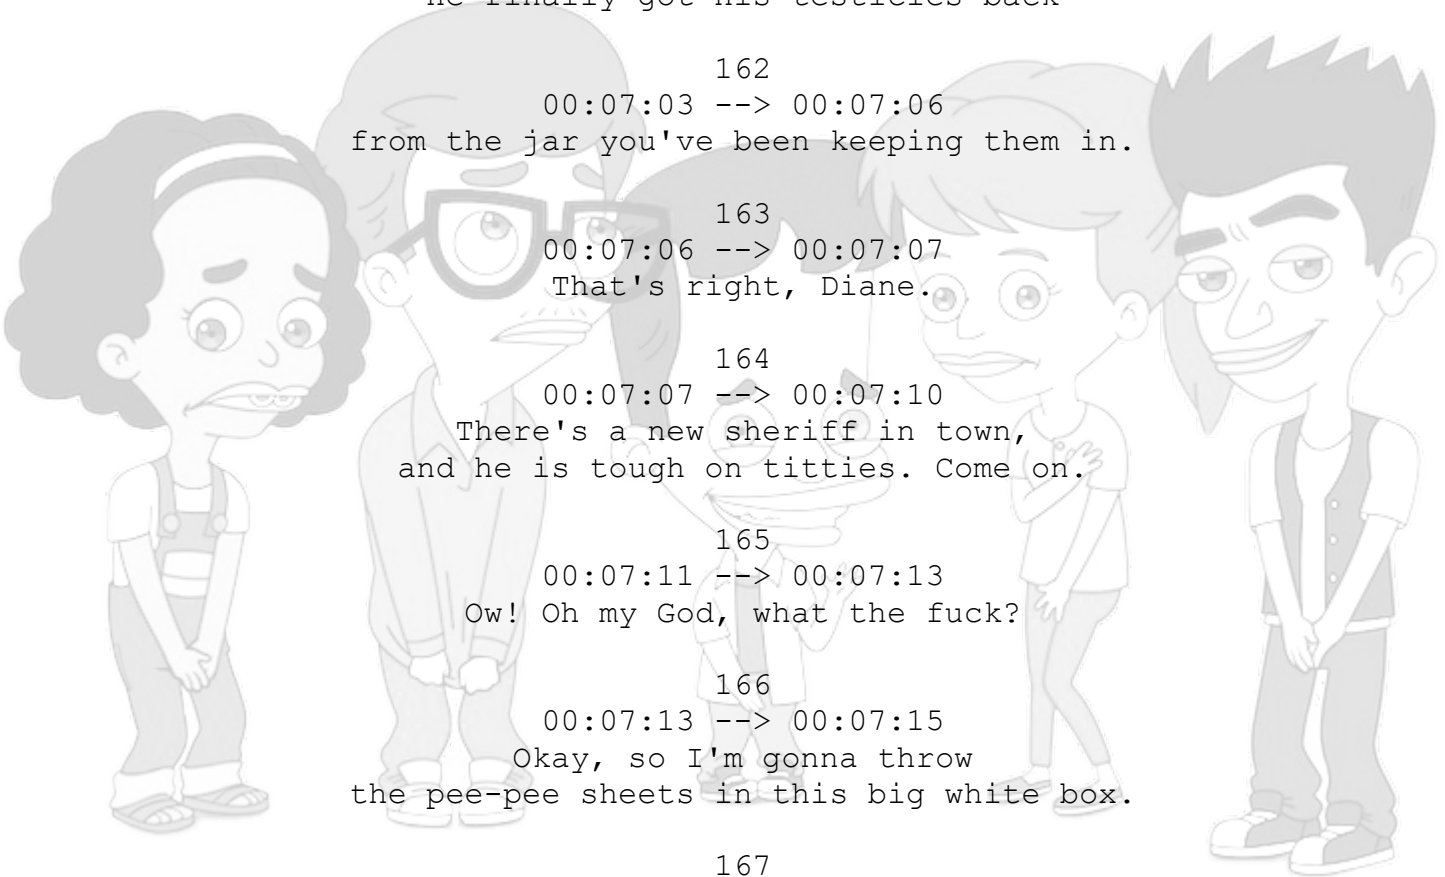 he finally got his testicles back
162
00:07:03 --> 00:07:06
from the jar you've been keeping them in.
163
00:07:06 --> 00:07:07
That's right, Diane.
164
00:07:07 --> 00:07:10
There's a new sheriff in town,
and he is tough on titties. Come on.
165
00:07:11 --> 00:07:13
Ow! Oh my God, what the fuck?
166
00:07:13 --> 00:07:15
Okay, so I'm gonna throw
the pee-pee sheets in this big white box.
167